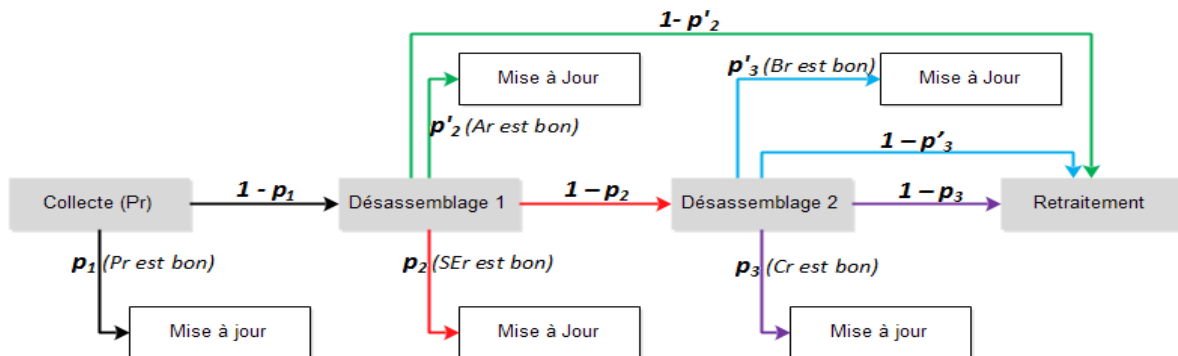 1- p'2
Mise à Jour
p'3 (Br est bon)
Mise à Jour
p'2 (Ar est bon)
1 – p'3
Collecte (Pr)
1 - p1
Désassemblage 1
1 – p2
Désassemblage 2
1 – p3
Retraitement
p1 (Pr est bon)
p2 (SEr est bon)
p3 (Cr est bon)
Mise à jour
Mise à Jour
Mise à jour